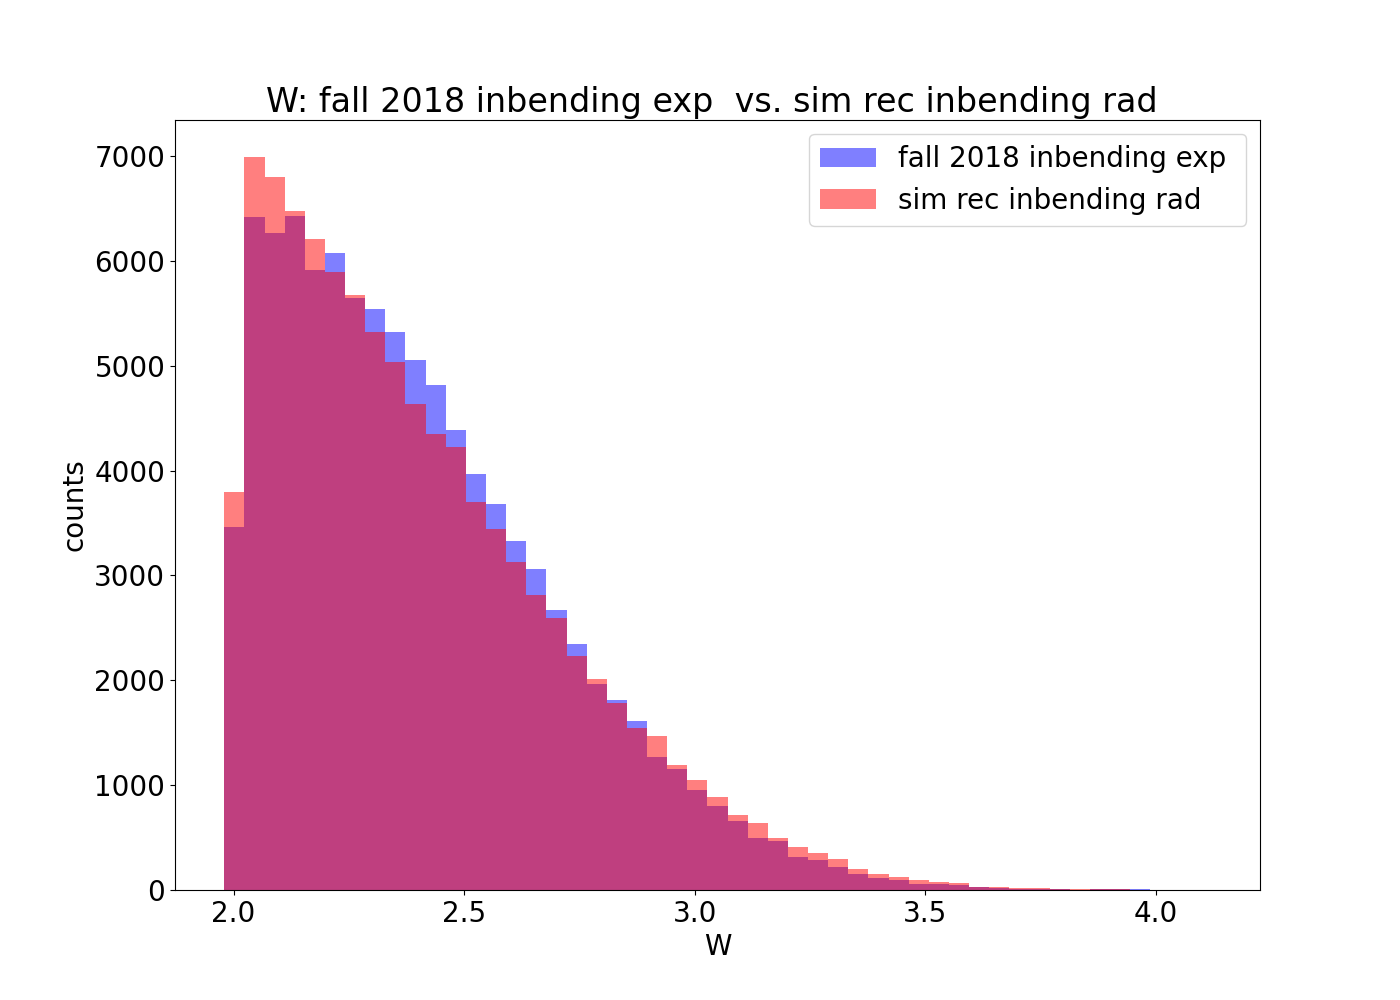 W: fall 2018 inbending exp  vs. sim rec inbending rad
fall 2018 inbending exp
sim rec inbending rad
7000
6000
5000
4000
3000
2000
1000
0
counts
2.0 2.5 3.0 3.5 4.0
W